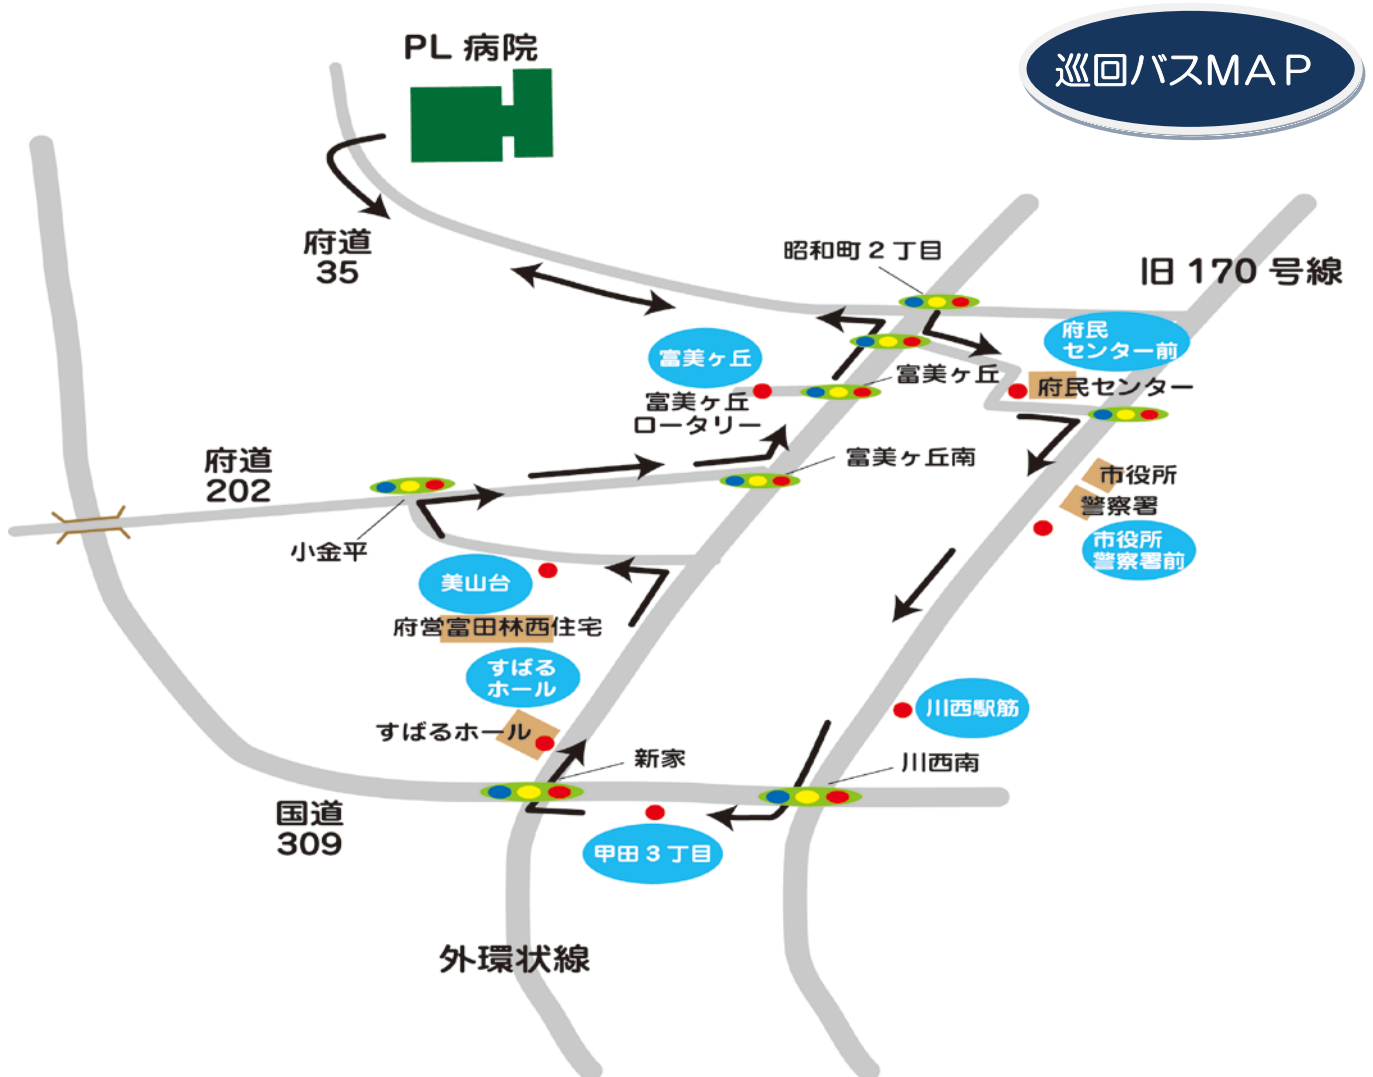 PL 病院
巡回バスMAP
府道
35
昭和町２丁目
旧 170 号線
府民
センター前
富美ヶ丘
富美ヶ丘
府民センター
富美ヶ丘
ロータリー
府道
202
富美ヶ丘南
市役所
警察署
小金平
市役所
警察署前
美山台
府営富田林西住宅
すばる
ホール
川西駅筋
すばるホール
新家
川西南
国道
309
甲田３丁目
外環状線